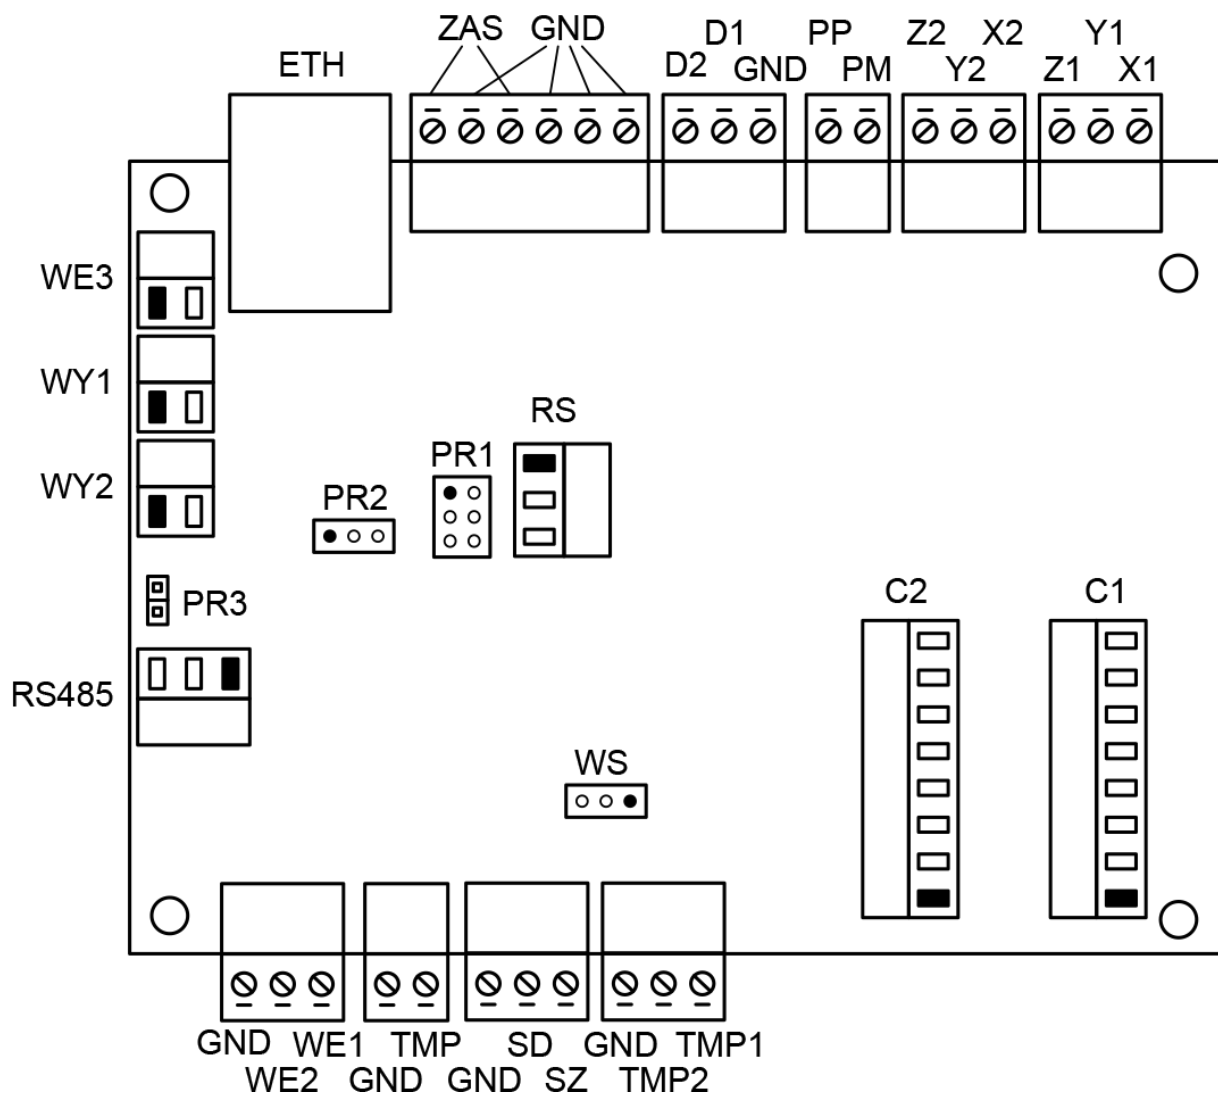 ZAS GND D1 PP Z2 X2 Y1
ETH D2 GND PM Y2 Z1 X1
WE3
WY1
RS
PR1
WY2
PR2
C2 C1
PR3
RS485
WS
GND WE1 TMP SD GND TMP1
WE2 GND GND SZ TMP2